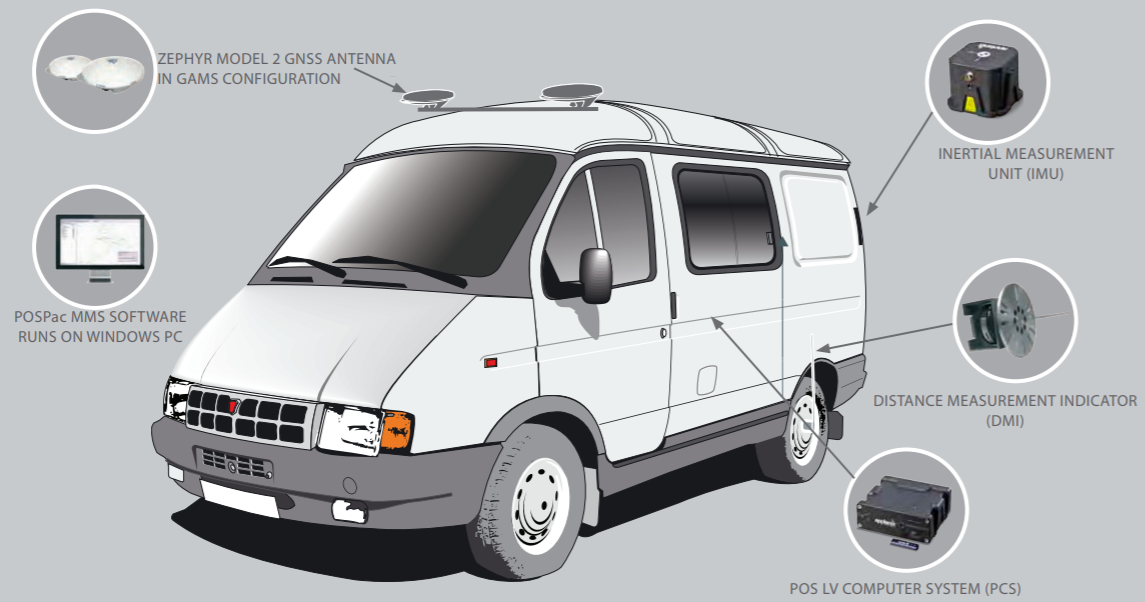 ZEPHYR MODEL 2 GNSS ANTENNA
IN GAMS CONFIGURATION
INERTIAL MEASUREMENT
UNIT (IMU)
POSPac MMS SOFTWARE
RUNS ON WINDOWS PC
DISTANCE MEASUREMENT INDICATOR
(DMI)
POS LV COMPUTER SYSTEM (PCS)